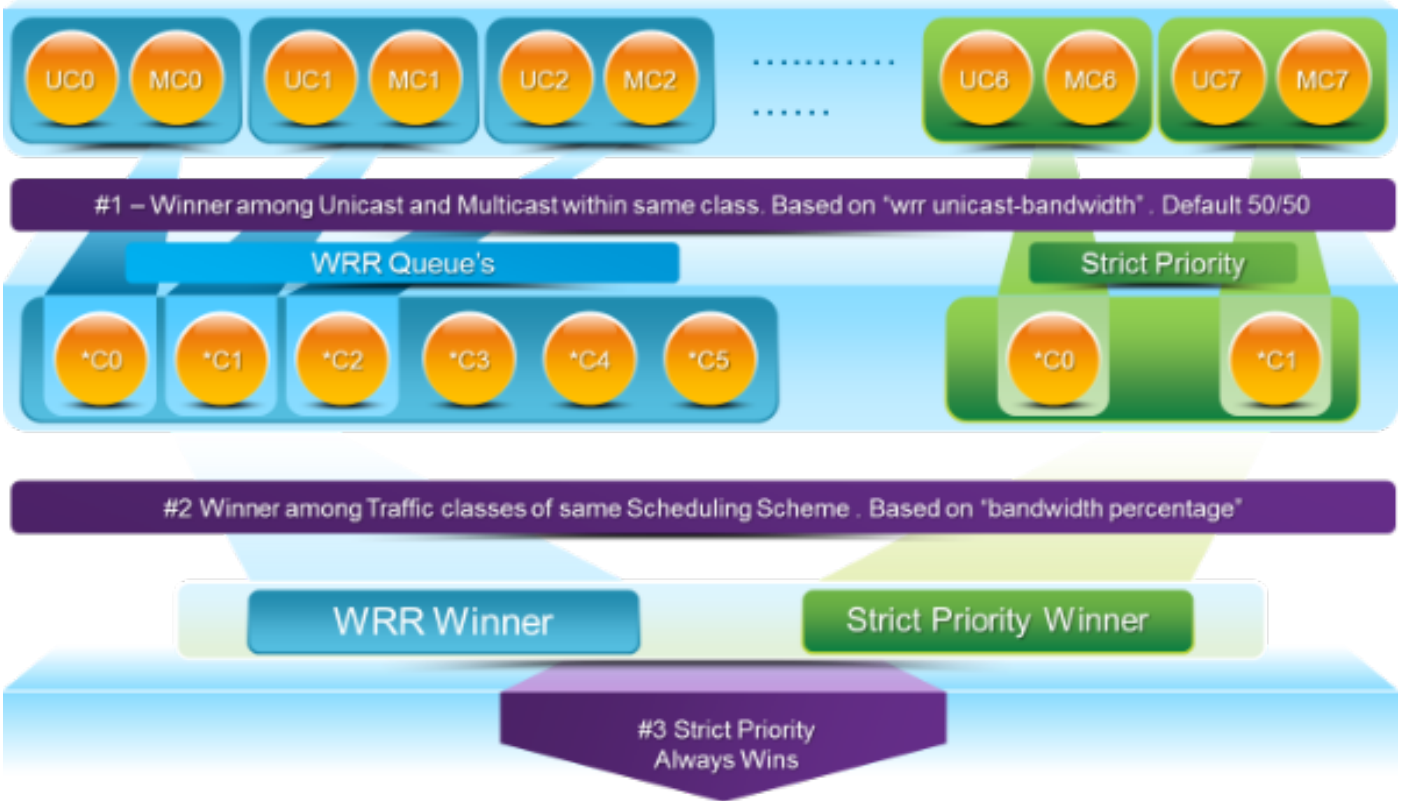 UC0 MC0 UC1 MC1 UC2 MC2 ........... UC6 MC6 UC7 MC7
......
#1 – Winner among Unicast and Multicast within same class. Based on “wrr unicast-bandwidth” . Default 50/50
WRR Queue's Strict Priority
*C0 *C1 *C2 *C3 *C4 *C5 *C0 *C1
#2 Winner among Traffic classes of same Scheduling Scheme . Based on “bandwidth percentage”
WRR Winner Strict Priority Winner
#3 Strict Priority
Always Wins